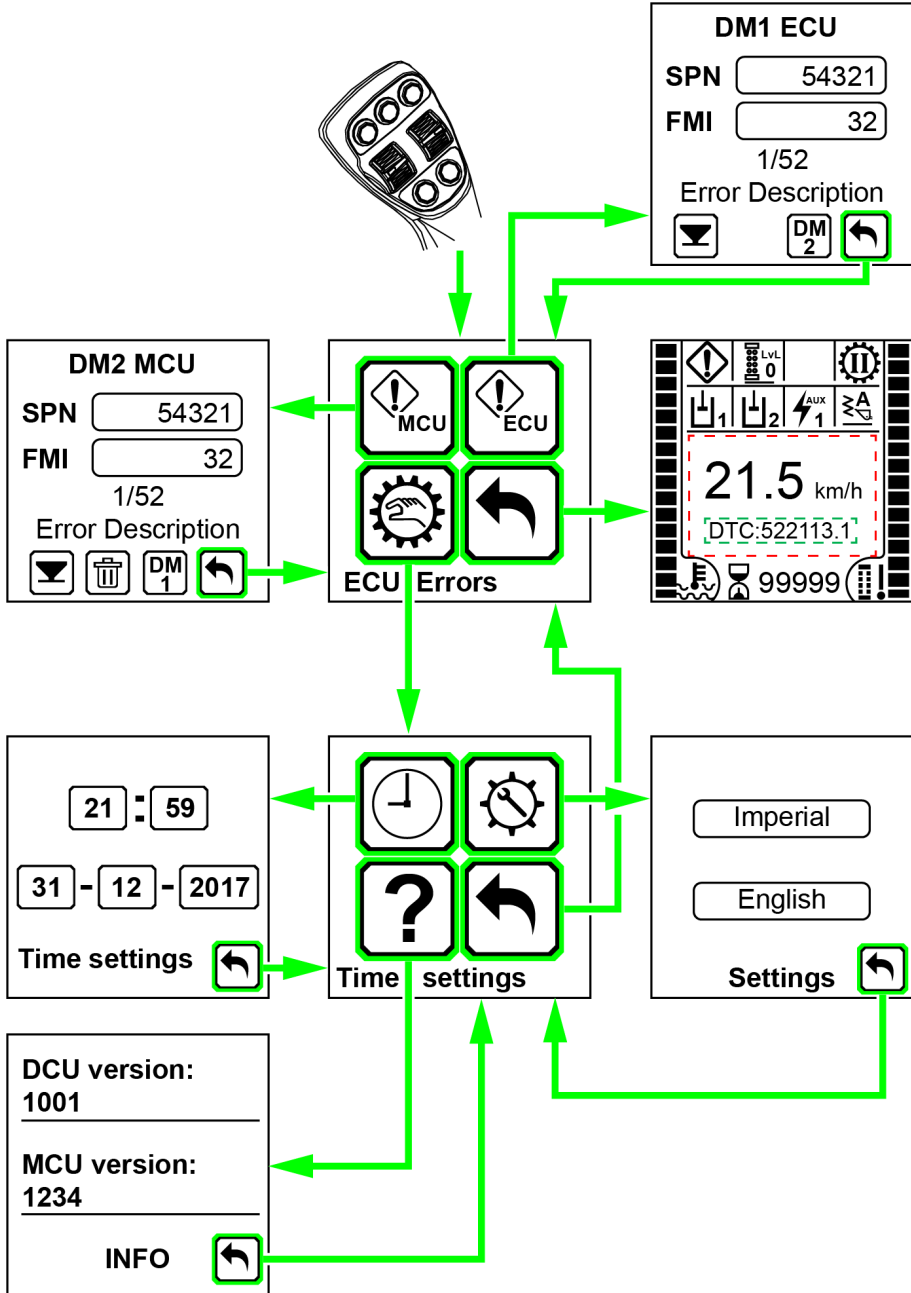 DM1 ECU
SPN 54321
FMI 32
1/52
Error Description
DM
2
DM2 MCU
SPN 54321
FMI 32
1/52
Error Description
DM
1
MCU
ECU
ECU Errors
LvL
0
II
1
2
AUX
1
A
21.5 km/h
DTC:522113.1
99999
21 : 59
31 - 12 - 2017
Time settings
?
Time settings
Imperial
English
Settings
DCU version:
1001
MCU version:
1234
INFO